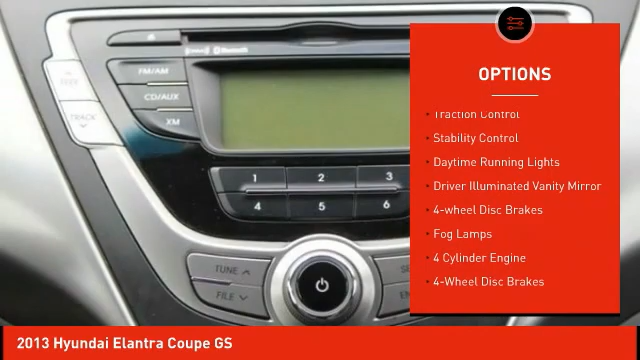 Bluetooth
FM/AM
CD/AUX
XM
SEEK
TRACK
1 2 3
4 5 6
TUNE
FILE
OPTIONS
Traction Control
Stability Control
Daytime Running Lights
Driver Illuminated Vanity Mirror
4-wheel Disc Brakes
Fog Lamps
4 Cylinder Engine
4-Wheel Disc Brakes
2013 Hyundai Elantra Coupe GS